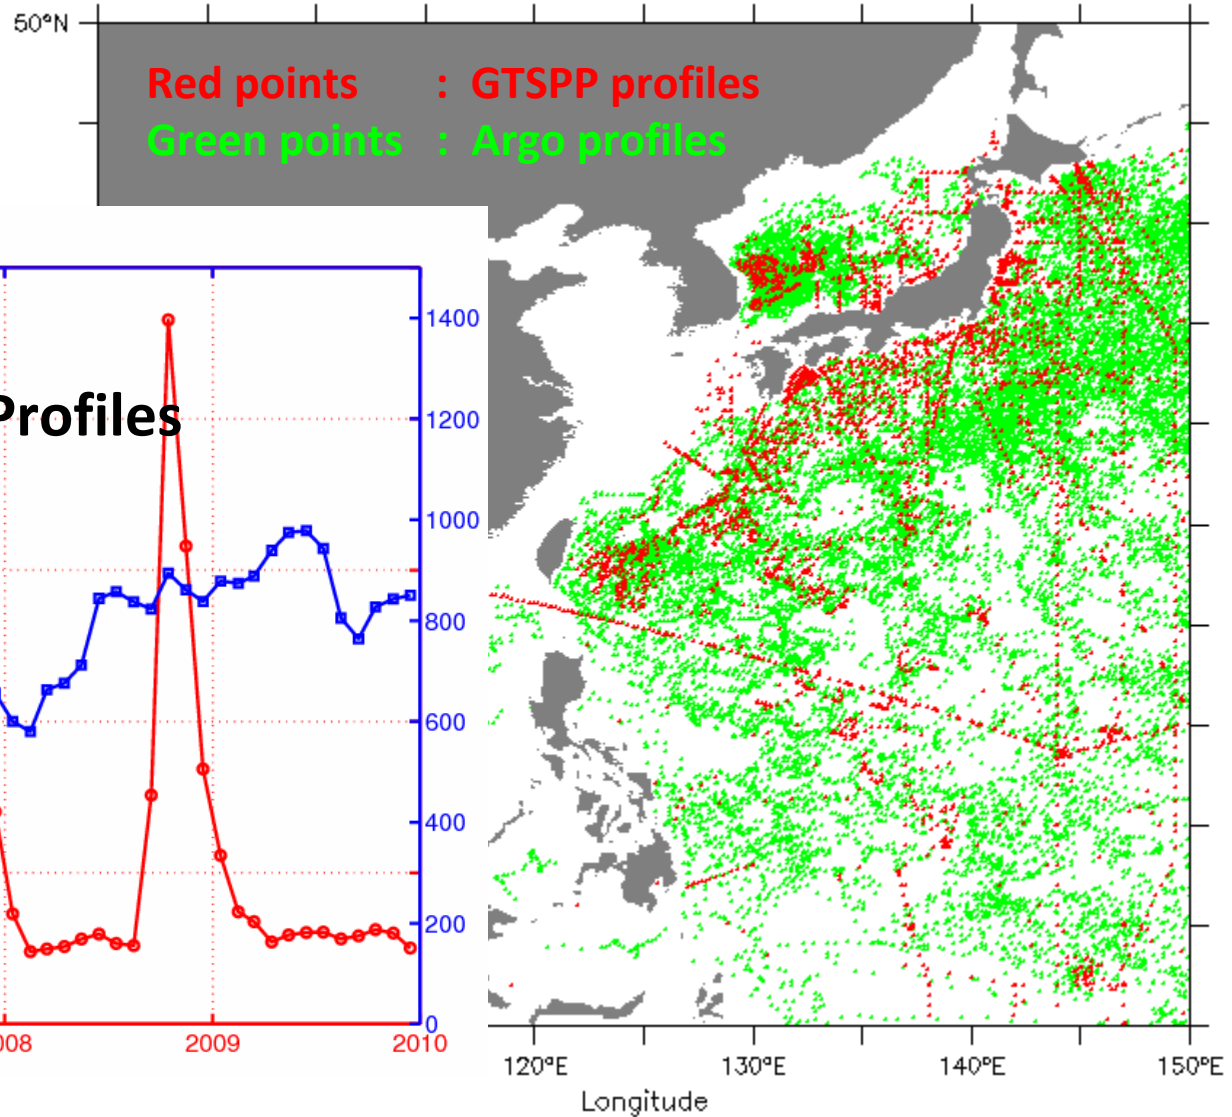 50°N
Red points : GTSPP profiles
Green points : Argo profiles
1400
Profiles
1200
1000
800
600
400
200
0
08
2009
2010
120°E
130°E
140°E
150°E
Longitude